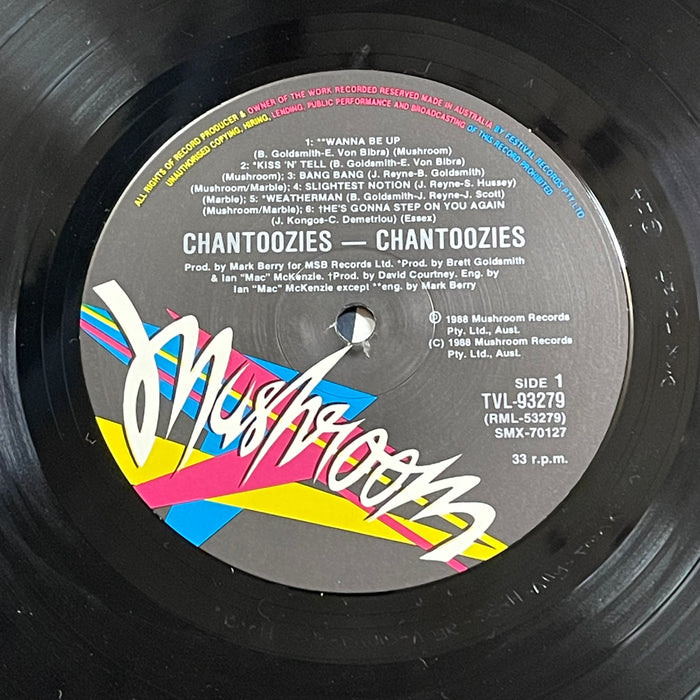 ALL RIGHTS OF RECORD PRODUCER & OWNER OF THE WORK RECORDED RESERVED MADE IN AUSTRALIA BY FESTIVAL RECORDS PTY. LTD.
UNAUTHORISED COPYING, HIRING, LENDING, PUBLIC PERFORMANCE AND BROADCASTING OF THIS RECORD PROHIBITED.
1: **WANNA BE UP
(B. Goldsmith-E. Von Bibra) (Mushroom)
2: *KISS 'N' TELL (B. Goldsmith-E. Von Bibra)
(Mushroom); 3: BANG BANG (J. Reyne-B. Goldsmith)
(Mushroom/Marble); 4: SLIGHTEST NOTION (J. Reyne-S. Hussey)
(Marble); 5: *WEATHERMAN (B. Goldsmith-J. Reyne-J. Scott)
(Mushroom/Marble); 6: †HE'S GONNA STEP ON YOU AGAIN
(J. Kongos-C. Demetriou) (Essex)
CHANTOOZIES — CHANTOOZIES
Prod. by Mark Berry for MSB Records Ltd. *Prod. by Brett Goldsmith
& Ian "Mac" McKenzie. †Prod. by David Courtney. Eng. by
Ian "Mac" McKenzie except **eng. by Mark Berry
Ⓟ 1988 Mushroom Records
Pty. Ltd., Aust.
(C) 1988 Mushroom Records
Pty. Ltd., Aust.
SIDE 1
TVL-93279
(RML-53279)
SMX-70127
33 r.p.m.
Mushroom